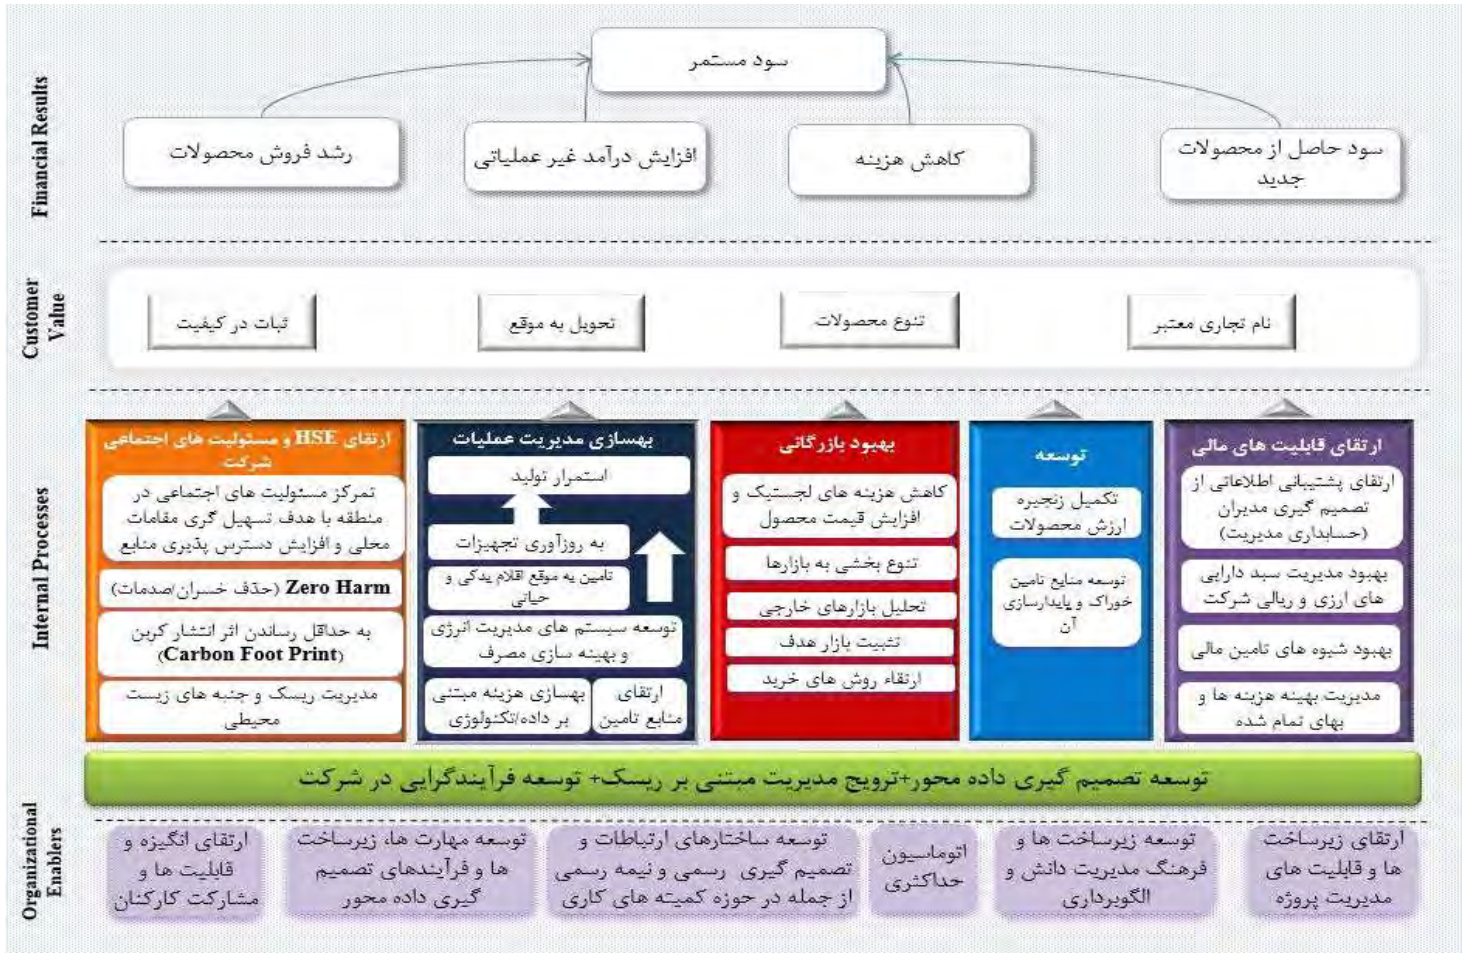 Financial Results
سود مستمر
رشد فروش محصولات
افزایش درآمد غیر عملیاتی
کاهش هزینه
سود حاصل از محصولات
جدید
Customer
Value
ثبات در کیفیت
تحویل به موقع
تنوع محصولات
نام تجاری معتبر
Internal Processes
ارتقای HSE و مسئولیت های اجتماعی
شرکت
تمرکز مسئولیت های اجتماعی در
منطقه با هدف تسهیل گری مقامات
محلی و افزایش دسترس پذیری منابع
Zero Harm (حذف خسران/صدمات)
به حداقل رساندن اثر انتشار کربن
(Carbon Foot Print)
مدیریت ریسک و جنبه های زیست
محیطی
بهسازی مدیریت عملیات
استمرار تولید
به روزآوری تجهیزات
تامین به موقع اقلام یدکی و
حیاتی
توسعه سیستم های مدیریت انرژی
و بهینه سازی مصرف
بهسازی هزینه مبتنی
بر داده/تکنولوژی
ارتقای
منابع تامین
بهبود بازرگانی
کاهش هزینه های لجستیک و
افزایش قیمت محصول
تنوع بخشی به بازارها
تحلیل بازارهای خارجی
تثبیت بازار هدف
ارتقاء روش های خرید
توسعه
تکمیل زنجیره
ارزش محصولات
توسعه منابع تامین
خوراک و پایدارسازی
آن
ارتقای قابلیت های مالی
ارتقای پشتیبانی اطلاعاتی از
تصمیم گیری مدیران
(حسابداری مدیریت)
بهبود مدیریت سبد دارایی
های ارزی و ریالی شرکت
بهبود شیوه های تامین مالی
مدیریت بهینه هزینه ها و
بهای تمام شده
توسعه تصمیم گیری داده محور+ترویج مدیریت مبتنی بر ریسک+ توسعه فرآیندگرایی در شرکت
Organizational
Enablers
ارتقای انگیزه و
قابلیت ها و
مشارکت کارکنان
توسعه مهارت ها، زیرساخت
ها و فرآیندهای تصمیم
گیری داده محور
توسعه ساختارهای ارتباطات و
تصمیم گیری رسمی و نیمه رسمی
از جمله در حوزه کمیته های کاری
اتوماسیون
حداکثری
توسعه زیرساخت ها و
فرهنگ مدیریت دانش و
الگوبرداری
ارتقای زیرساخت
ها و قابلیت های
مدیریت پروژه